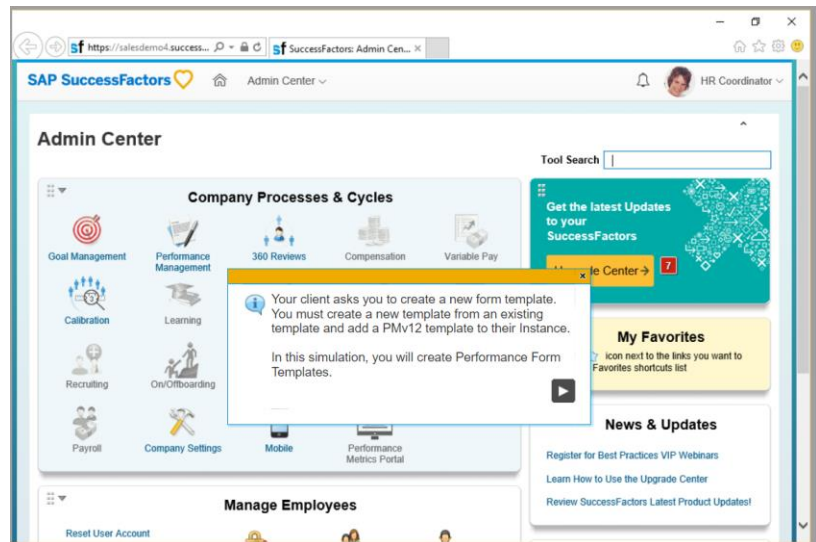 https://salesdemo4.success...
SuccessFactors: Admin Cen...
SAP SuccessFactors
Admin Center
HR Coordinator
Admin Center
Tool Search
Company Processes & Cycles
Goal Management
Performance Management
360 Reviews
Compensation
Variable Pay
Calibration
Learning
Recruiting
On/Offboarding
Payroll
Company Settings
Mobile
Performance
Metrics Portal
Your client asks you to create a new form template.
You must create a new template from an existing
template and add a PMv12 template to their Instance.
In this simulation, you will create Performance Form
Templates.
Get the latest Updates
to your
SuccessFactors
Center
7
My Favorites
icon next to the links you want to
Favorites shortcuts list
News & Updates
Register for Best Practices VIP Webinars
Learn How to Use the Upgrade Center
Review SuccessFactors Latest Product Updates!
Manage Employees
Reset User Account